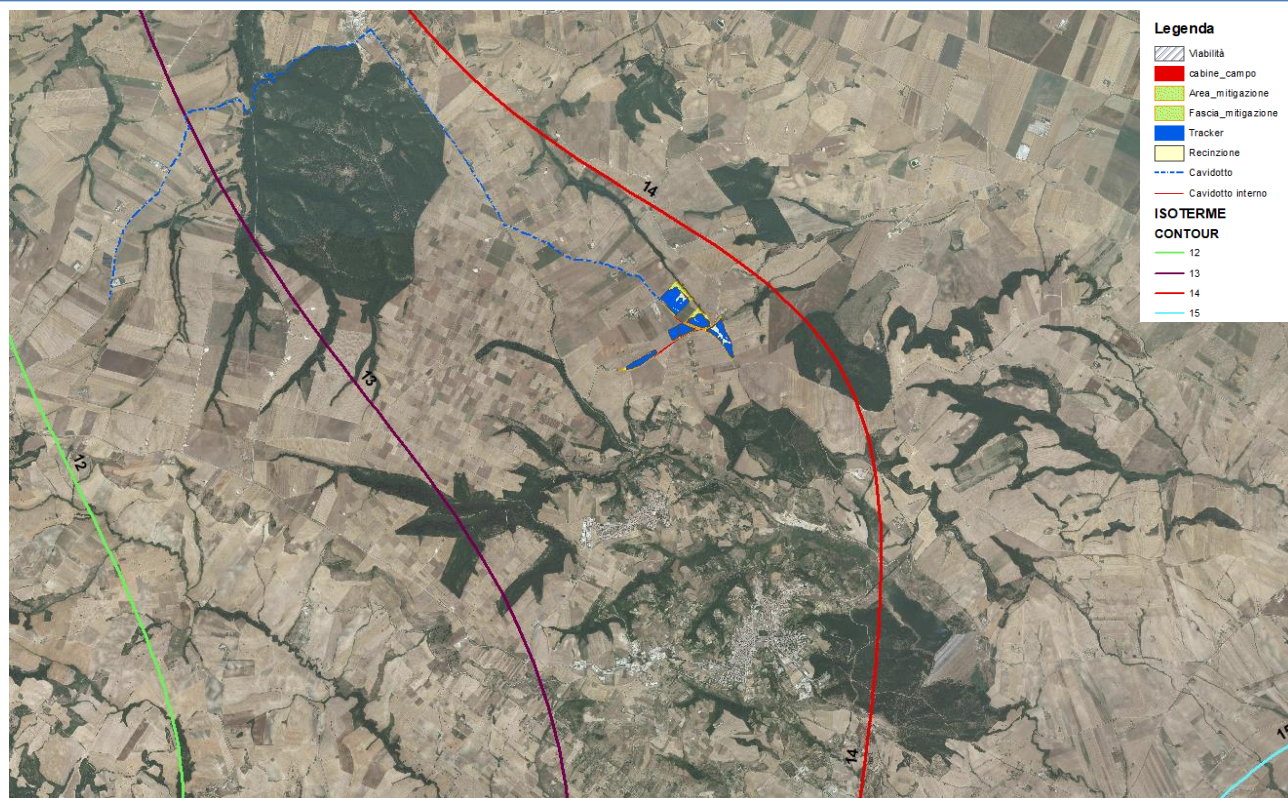 Legenda
Viabilità
cabine_campo
Area_mitigazione
Fascia_mitigazione
Tracker
Recinzione
Cavidotto
Cavidotto interno
ISOTERME
CONTOUR
12
13
14
15
14
13
12
14